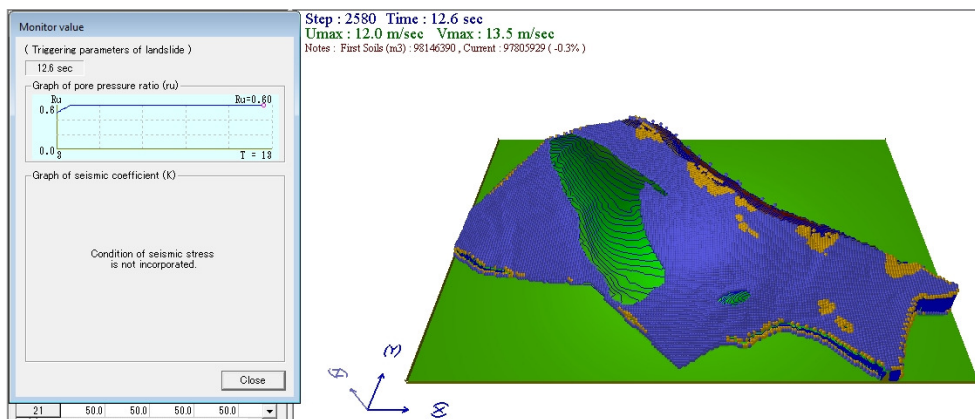 Monitor value
( Triggering parameters of landslide )
12.6 sec
Graph of pore pressure ratio (ru)
Ru
Ru=0.60
0.6
0.0
3
T = 13
Graph of seismic coefficient (K)
Condition of seismic stress
is not incorporated.
Close
21 50.0 50.0 50.0 50.0
Step : 2580 Time : 12.6 sec
Umax : 12.0 m/sec Vmax : 13.5 m/sec
Notes : First Soils (m3) : 98146390 , Current : 97805929 ( -0.3% )
(Z)
(Y)
(X)